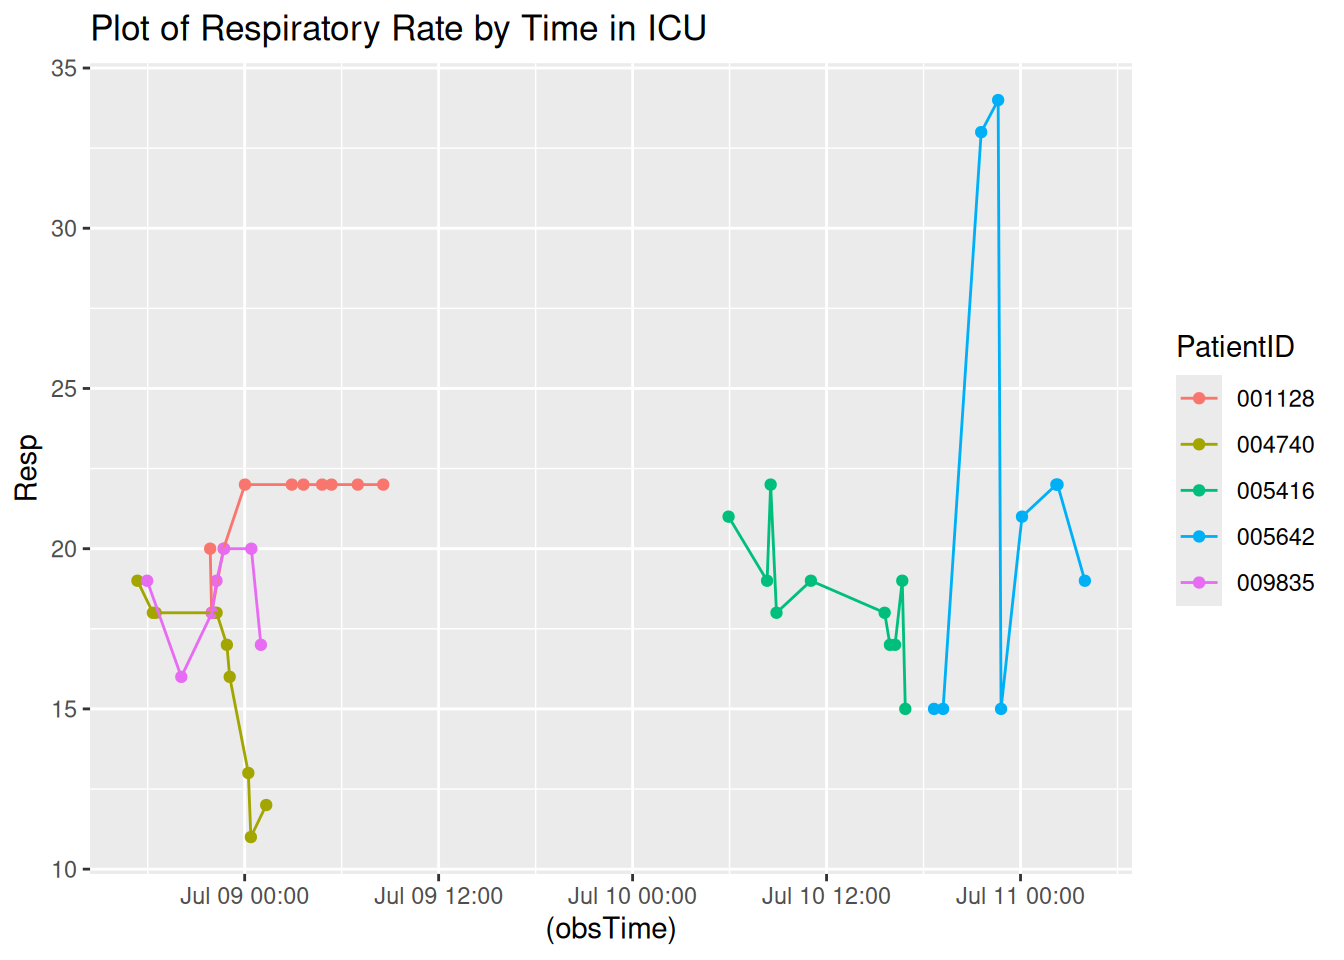 Plot of Respiratory Rate by Time in ICU
35
30
25
20
15
10
Resp
Jul 09 00:00
Jul 09 12:00
Jul 10 00:00
Jul 10 12:00
Jul 11 00:00
(obsTime)
PatientID
001128
004740
005416
005642
009835